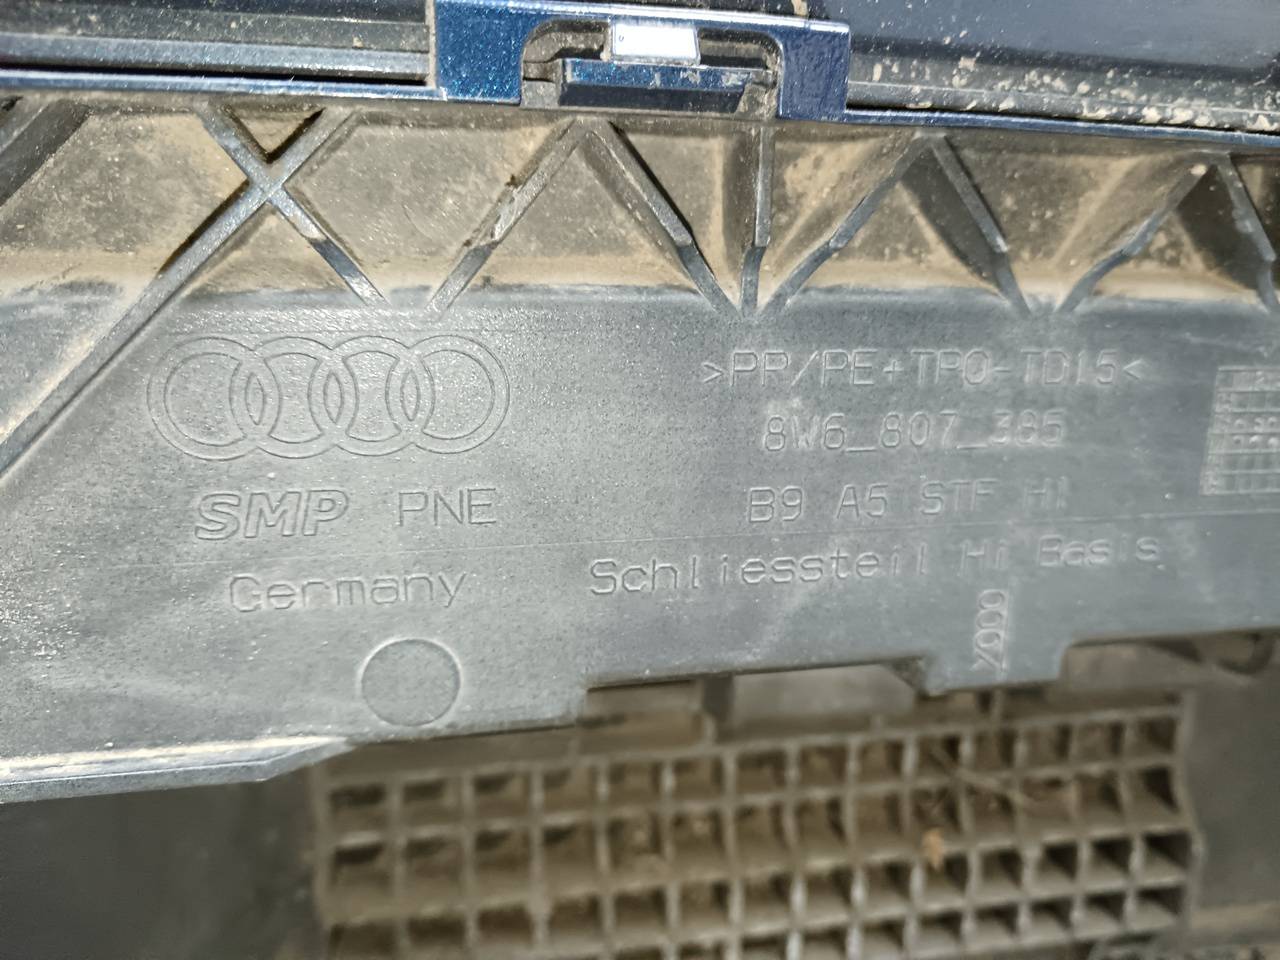 >PP/PE+TPO-TD15<
8W6_807_385
SMP PNE
B9 A5 STF HI
Germany
Schliessteil Hi Basis